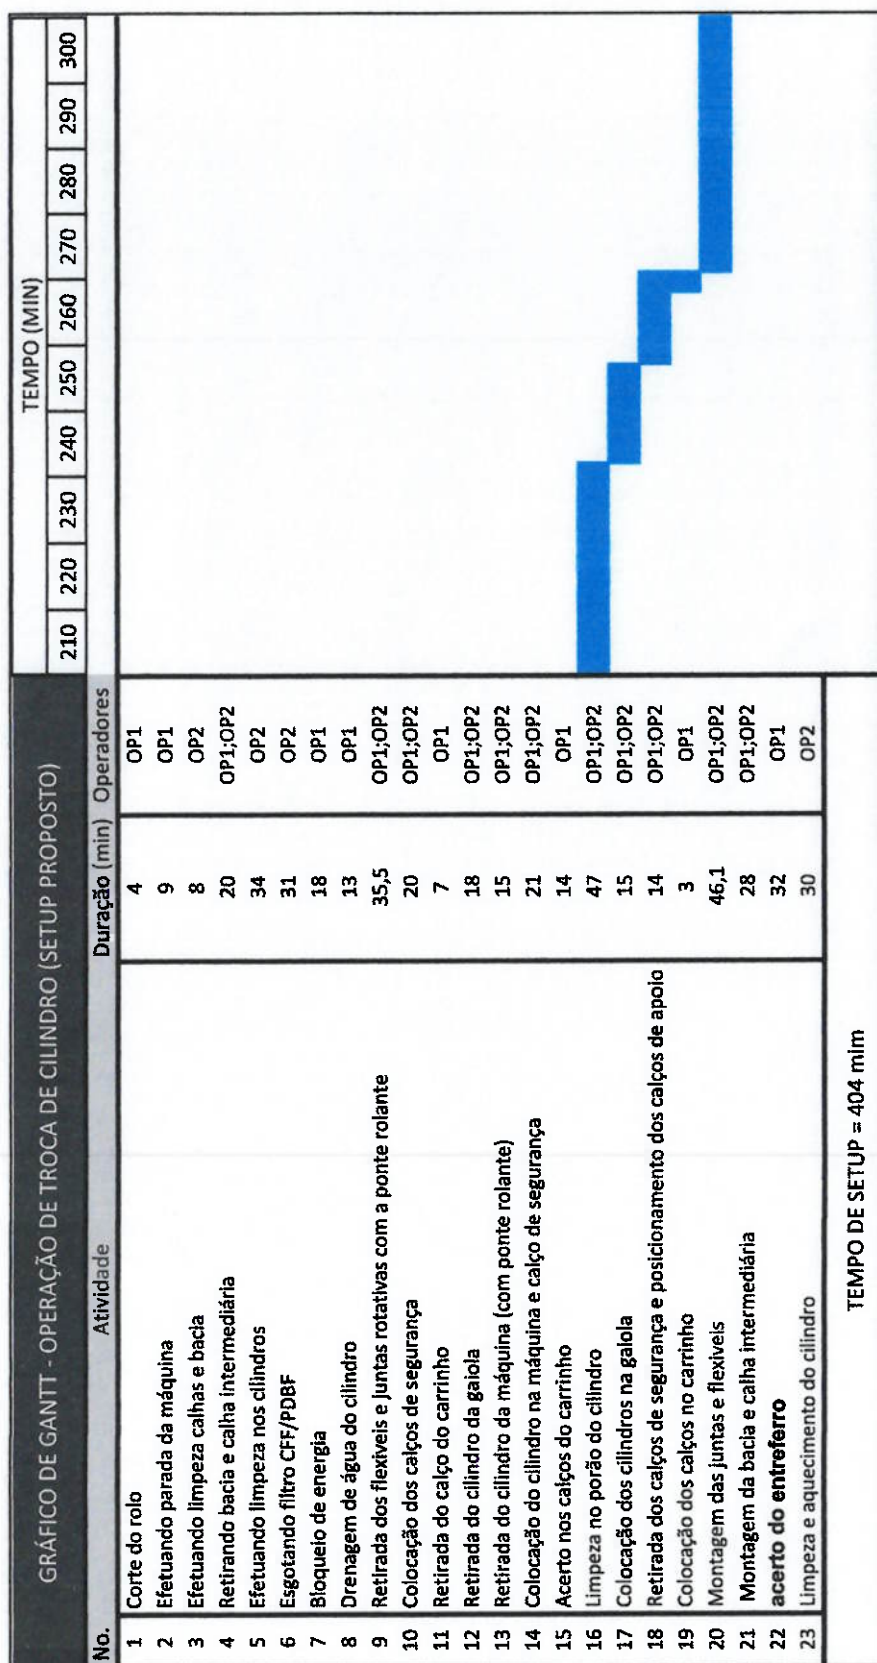 GRÁFICO DE GANTT - OPERAÇÃO DE TROCA DE CILINDRO (SETUP PROPOSTO) TEMPO (MIN)
No. Atividade Duração (min) Operadores 210 220 230 240 250 260 270 280 290 300
1 Corte do rolo 4 OP1
2 Efetuando parada da máquina 9 OP1
3 Efetuando limpeza calhas e bacia 8 OP2
4 Retirando bacia e calha intermediária 20 OP1;OP2
5 Efetuando limpeza nos cilindros 34 OP2
6 Esgotando filtro CFF/PDBF 31 OP2
7 Bloqueio de energia 18 OP1
8 Drenagem de água do cilindro 13 OP1
9 Retirada dos flexíveis e juntas rotativas com a ponte rolante 35,5 OP1;OP2
10 Colocação dos calços de segurança 20 OP1;OP2
11 Retirada do calço do carrinho 7 OP1
12 Retirada do cilindro da gaiola 18 OP1;OP2
13 Retirada do cilindro da máquina (com ponte rolante) 15 OP1;OP2
14 Colocação do cilindro na máquina e calço de segurança 21 OP1;OP2
15 Acerto nos calços do carrinho 14 OP1
16 Limpeza no porão do cilindro 47 OP1;OP2
17 Colocação dos cilindros na gaiola 15 OP1;OP2
18 Retirada dos calços de segurança e posicionamento dos calços de apoio 14 OP1;OP2
19 Colocação dos calços no carrinho 3 OP1
20 Montagem das juntas e flexíveis 46,1 OP1;OP2
21 Montagem da bacia e calha intermediária 28 OP1;OP2
22 acerto do entreferro 32 OP1
23 Limpeza e aquecimento do cilindro 30 OP2
TEMPO DE SETUP = 404 mim